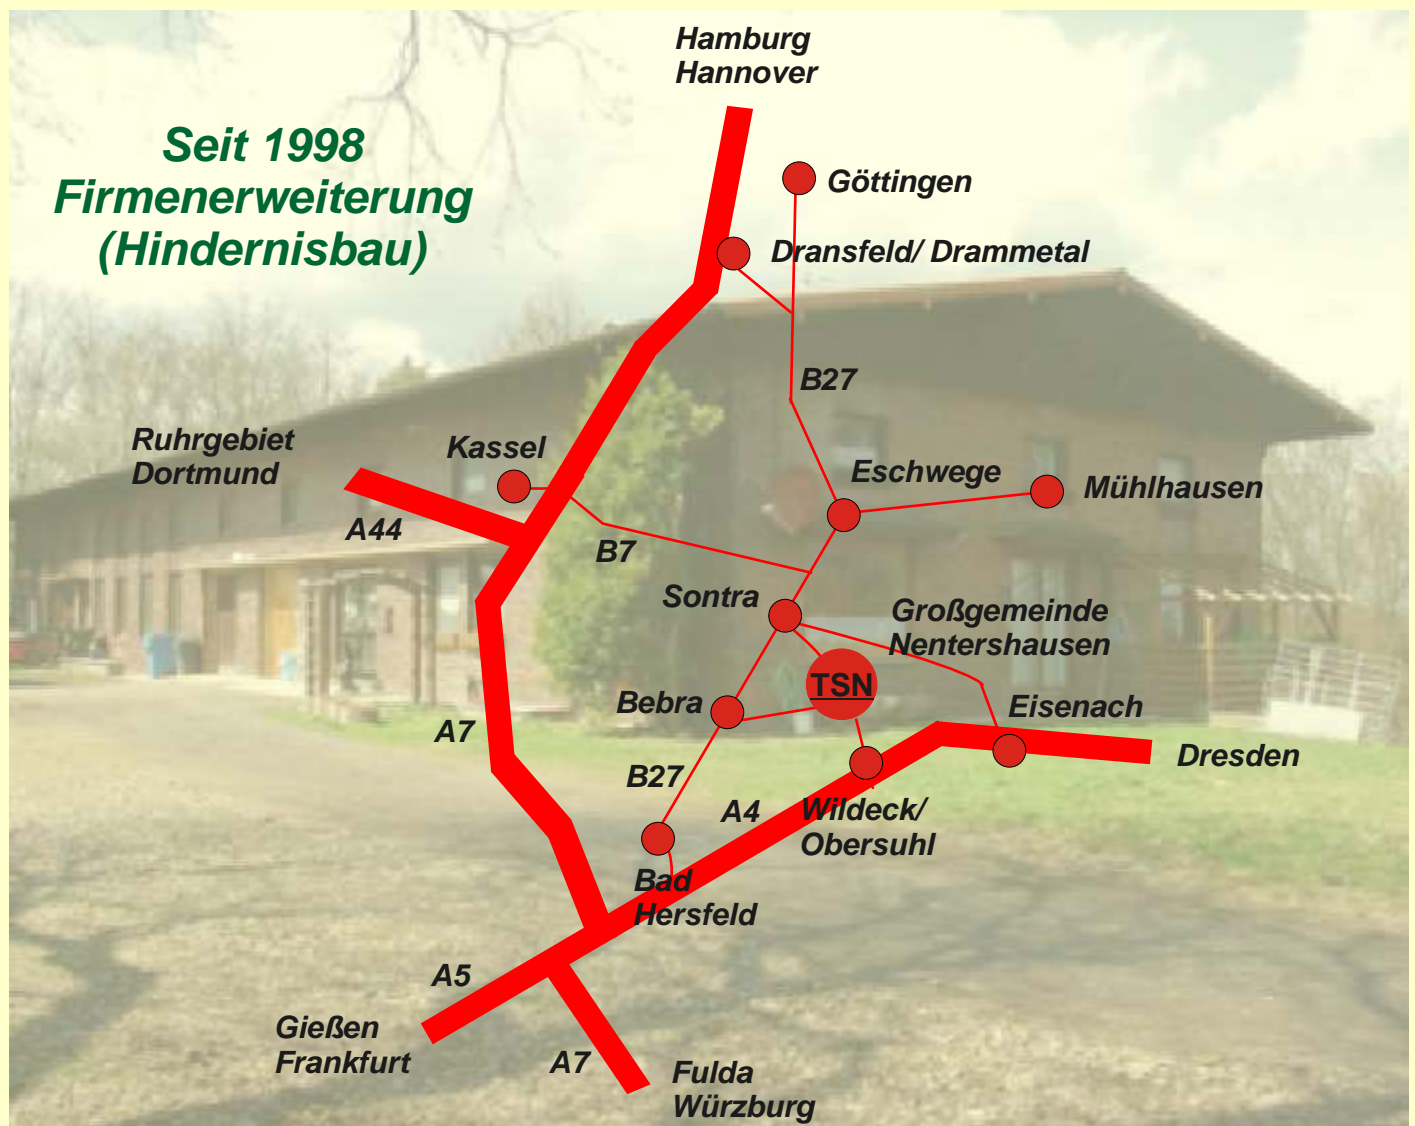 Hamburg
Hannover
Seit 1998
Firmenerweiterung
(Hindernisbau)
Göttingen
Dransfeld/ Drammetal
B27
Ruhrgebiet
Dortmund
Kassel
Eschwege
Mühlhausen
A44
B7
Sontra
Großgemeinde
Nentershausen
TSN
Bebra
Eisenach
A7
Dresden
B27
A4
Wildeck/
Obersuhl
Bad
Hersfeld
A5
Gießen
Frankfurt
A7
Fulda
Würzburg